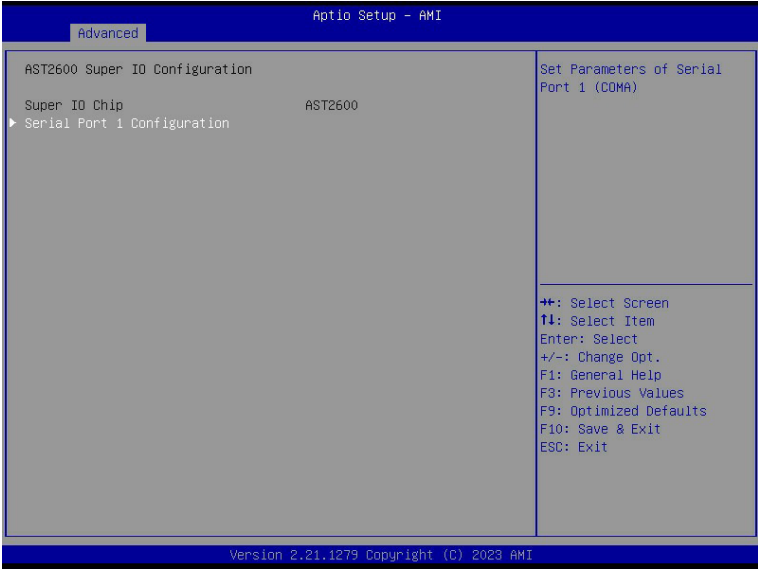 Aptio Setup – AMI
Advanced
AST2600 Super IO Configuration
Super IO Chip AST2600
▶ Serial Port 1 Configuration
Set Parameters of Serial
Port 1 (COMA)
→←: Select Screen
↑↓: Select Item
Enter: Select
+/-: Change Opt.
F1: General Help
F3: Previous Values
F9: Optimized Defaults
F10: Save & Exit
ESC: Exit
Version 2.21.1279 Copyright (C) 2023 AMI